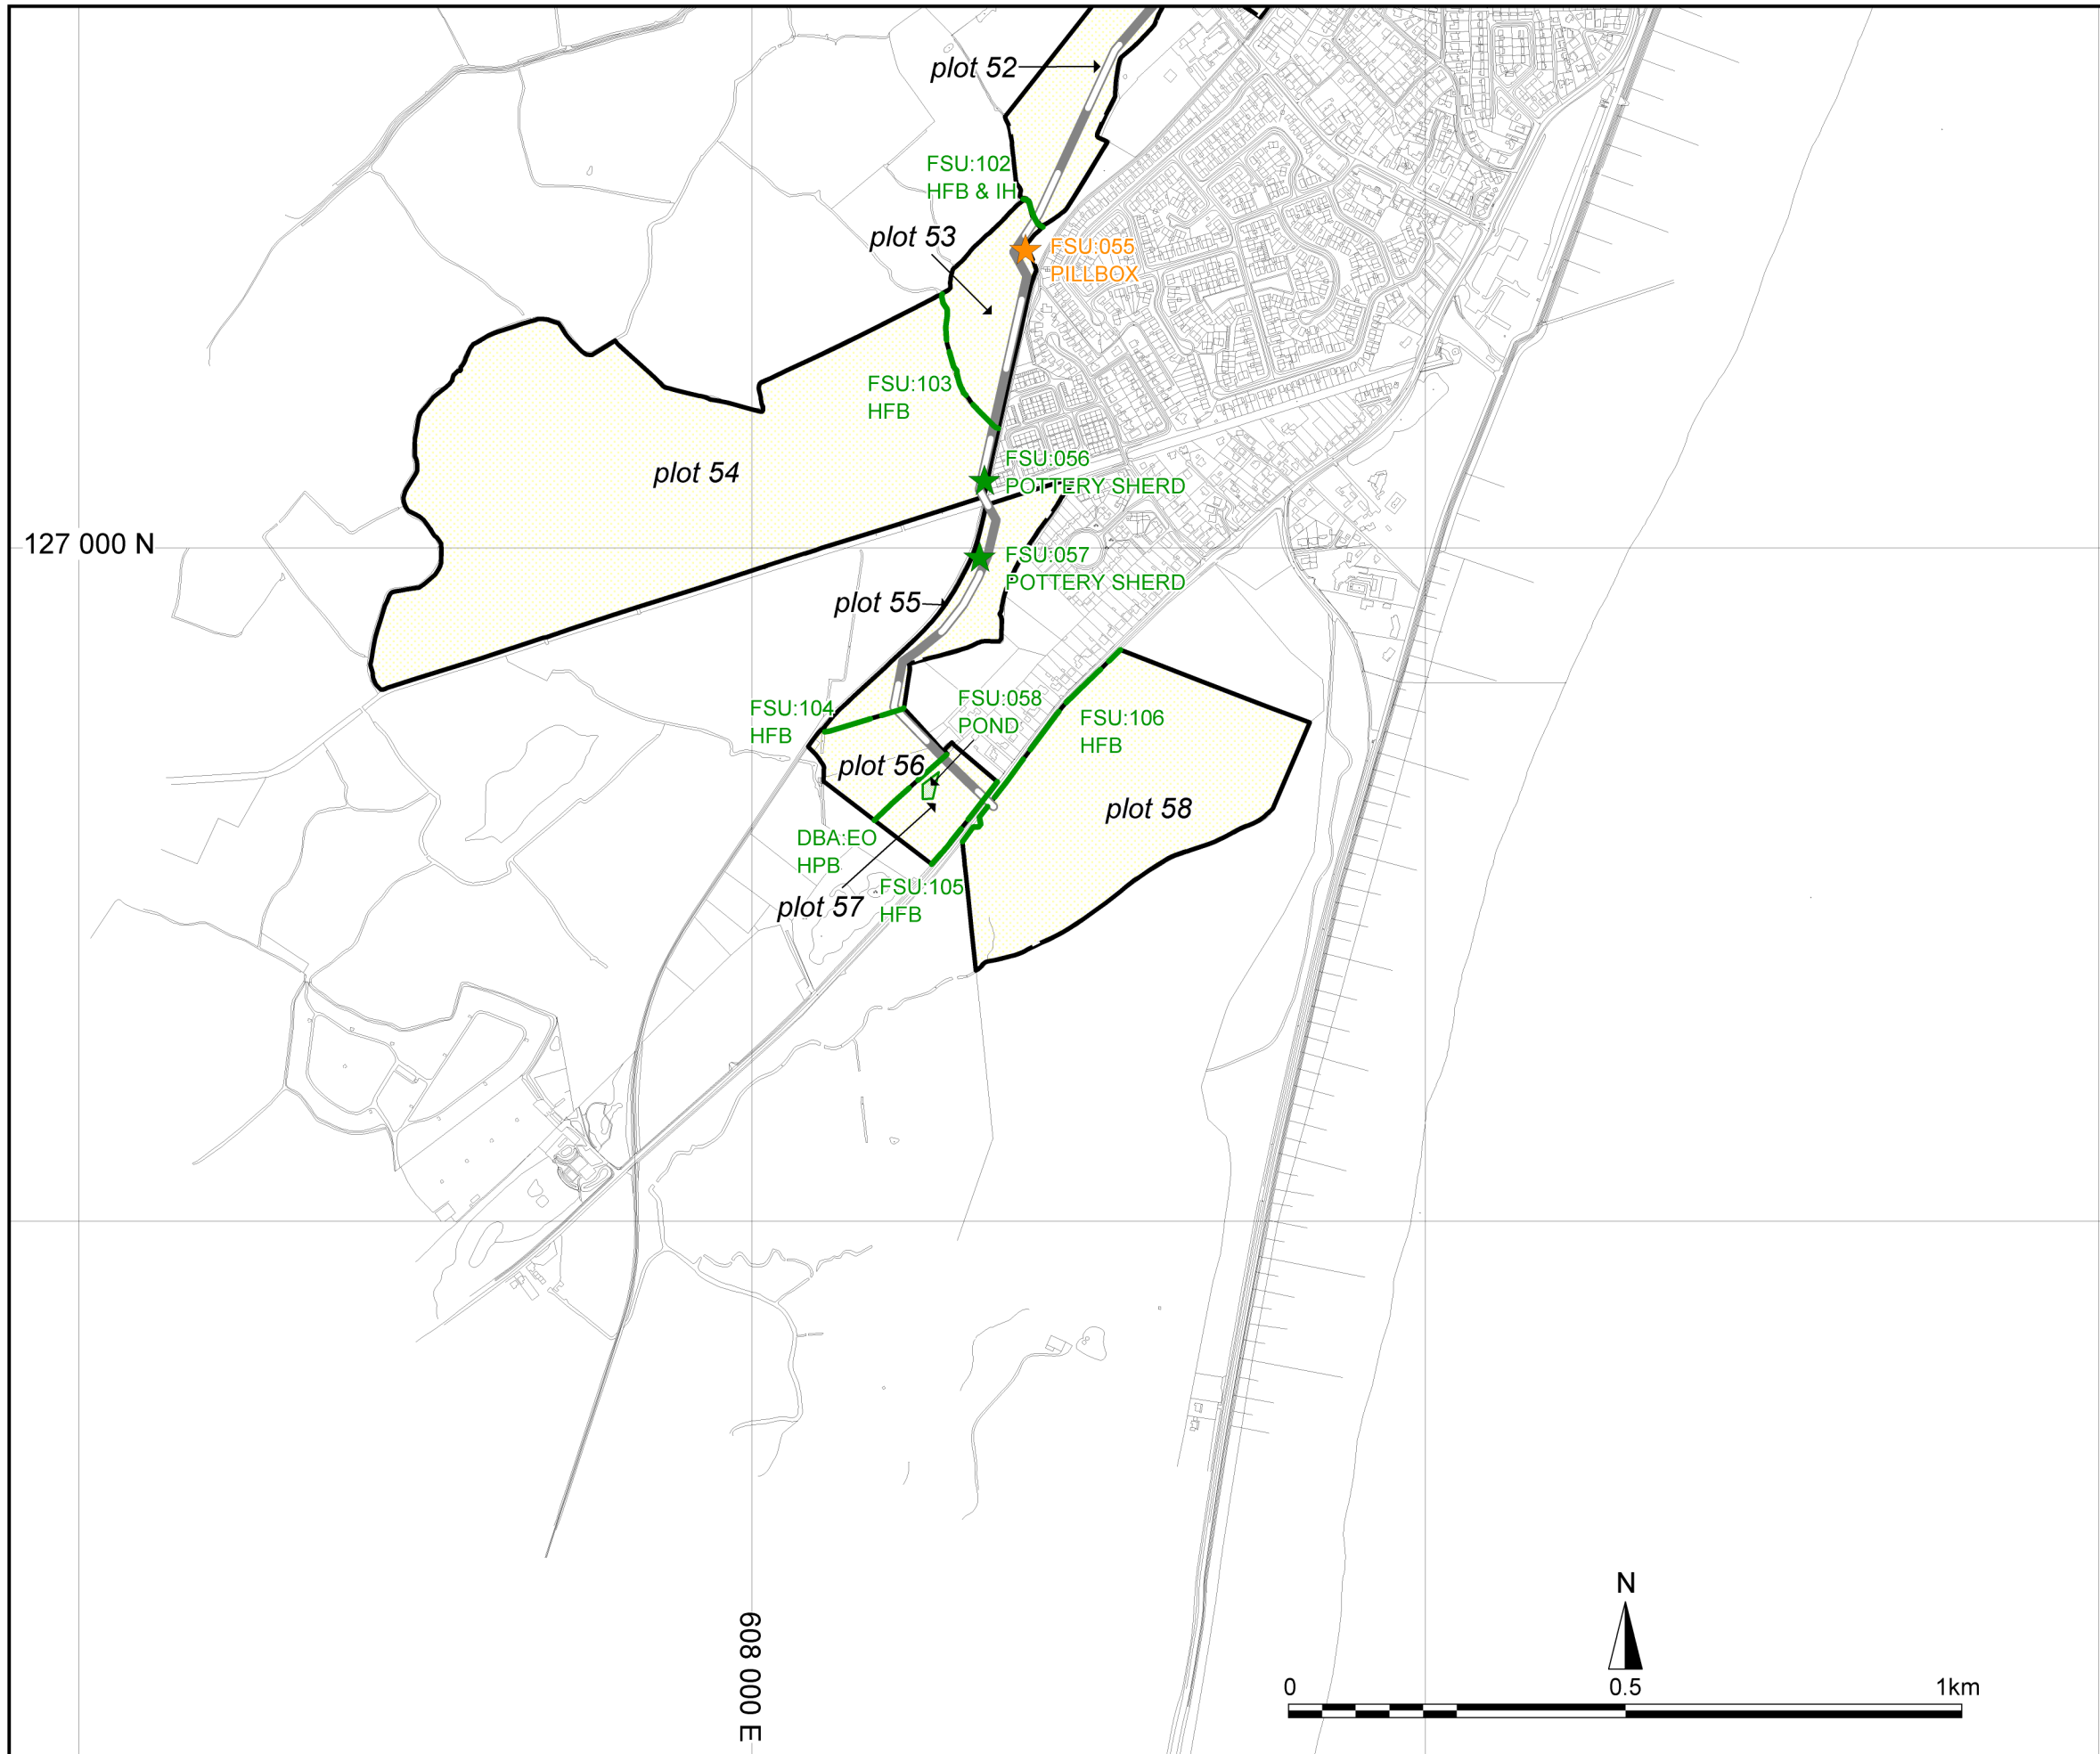 plot 52
FSU:102
HFB & IH
plot 53
FSU:055
PILLBOX
FSU:103
HFB
plot 54
FSU:056
POTTERY SHERD
127 000 N
FSU:057
POTTERY SHERD
plot 55
FSU:104
HFB
FSU:058
POND
FSU:106
HFB
plot 56
plot 58
DBA:EO
HPB
plot 57
FSU:105
HFB
608 000 E
N
0
0.5
1km